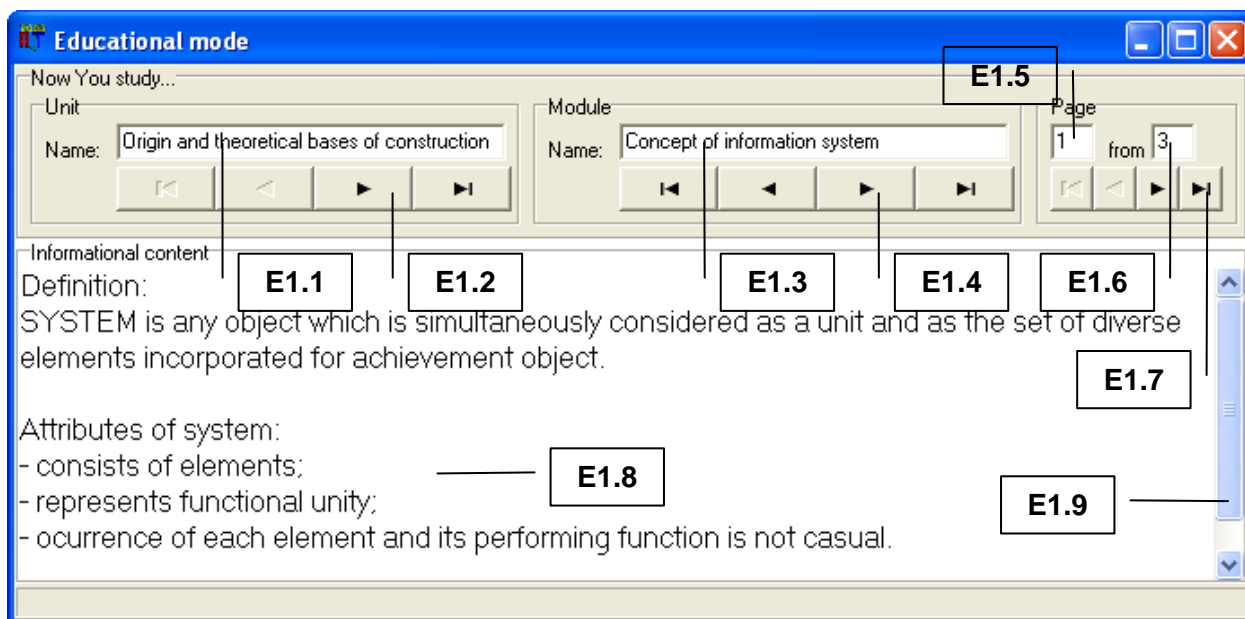 Educational mode
Now You study...
E1.5
Unit
Module
Page
Name: Origin and theoretical bases of construction
Name: Concept of information system
1 from 3
Informational content
E1.1
E1.2
E1.3
E1.4
E1.6
Definition:
SYSTEM is any object which is simultaneously considered as a unit and as the set of diverse
elements incorporated for achievement object.
E1.7
Attributes of system:
- consists of elements;
E1.8
- represents functional unity;
E1.9
- ocurrence of each element and its performing function is not casual.